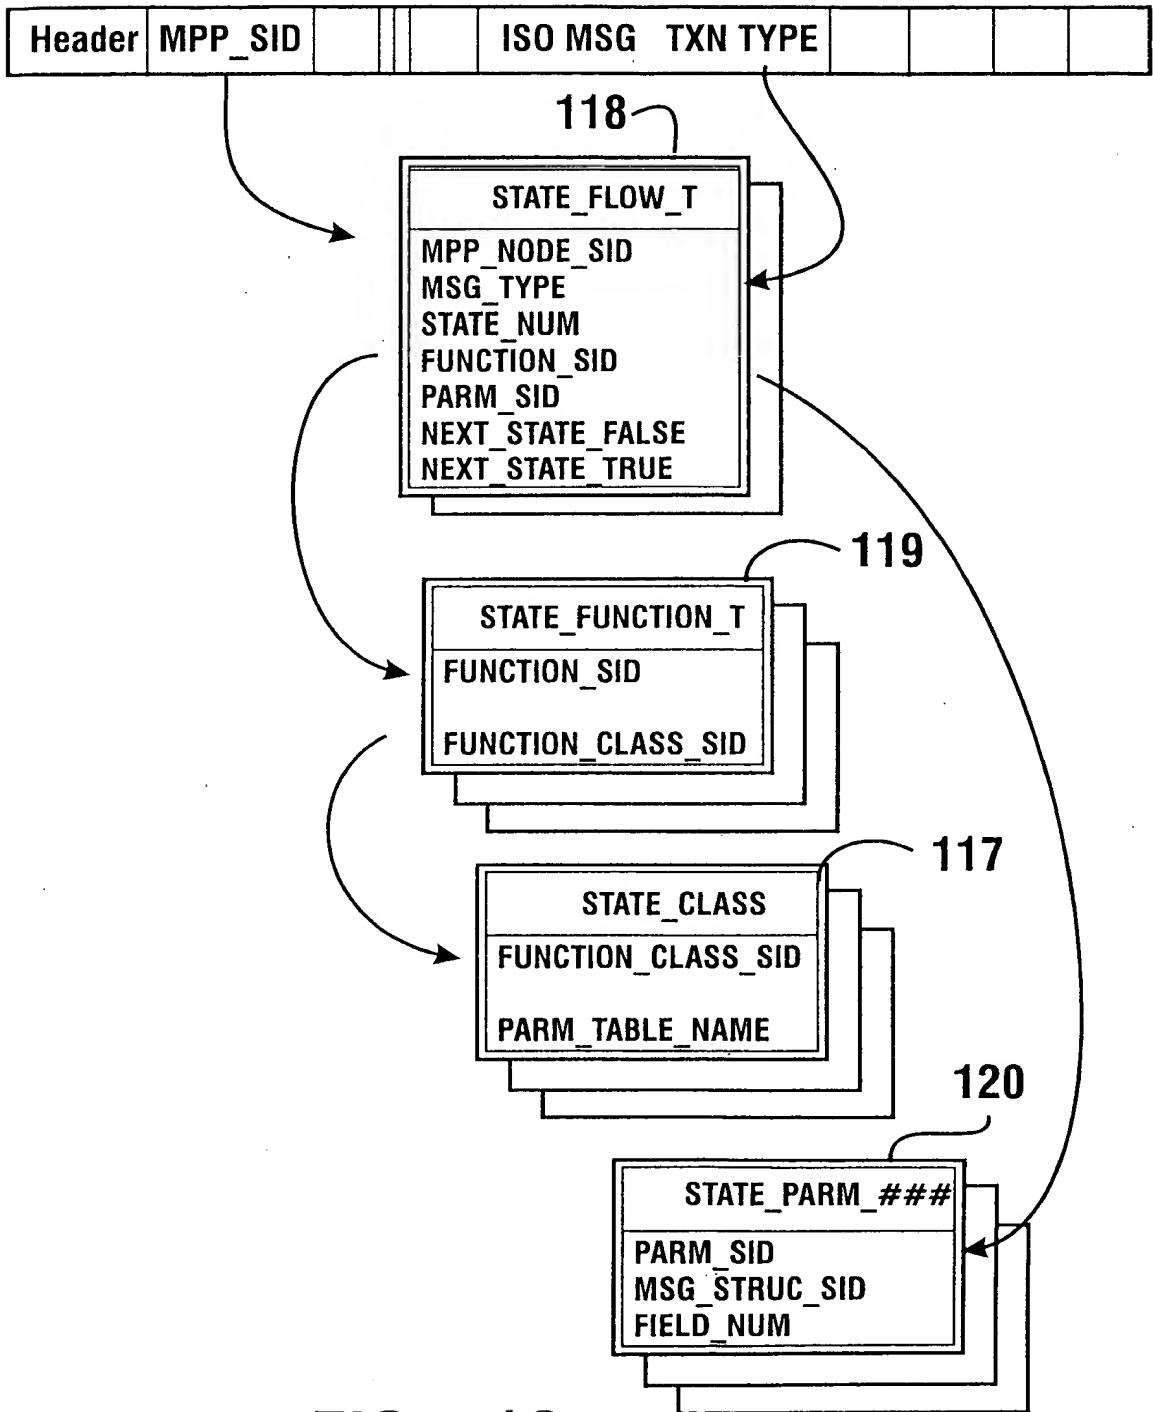 Header MPP_SID ISO MSG TXN TYPE
118
STATE_FLOW_T
MPP_NODE_SID
MSG_TYPE
STATE_NUM
FUNCTION_SID
PARM_SID
NEXT_STATE_FALSE
NEXT_STATE_TRUE
119
STATE_FUNCTION_T
FUNCTION_SID
FUNCTION_CLASS_SID
117
STATE_CLASS
FUNCTION_CLASS_SID
PARM_TABLE_NAME
120
STATE_PARM_###
PARM_SID
MSG_STRUC_SID
FIELD_NUM